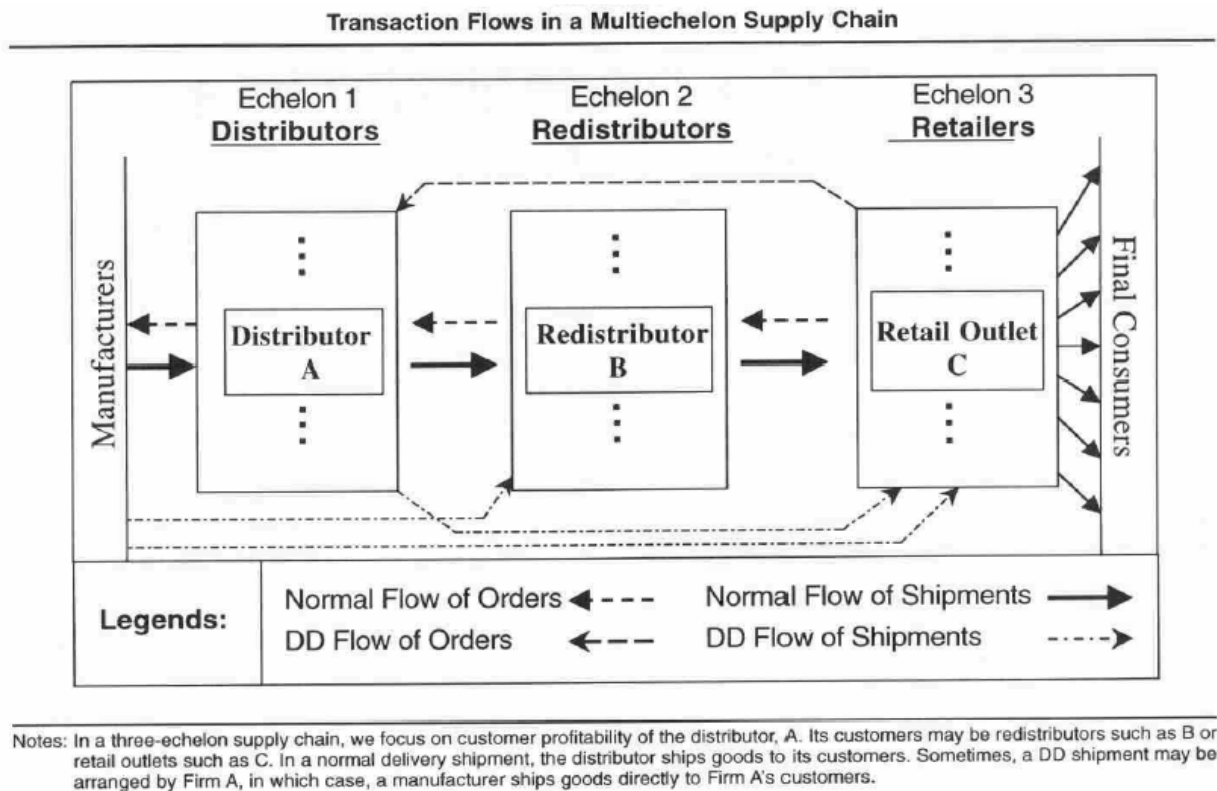 Transaction Flows in a Multiechelon Supply Chain
Echelon 1
Distributors
Echelon 2
Redistributors
Echelon 3
Retailers
Manufacturers
Distributor
A
Redistributor
B
Retail Outlet
C
Final Consumers
Legends:
Normal Flow of Orders
DD Flow of Orders
Normal Flow of Shipments
DD Flow of Shipments
Notes: In a three-echelon supply chain, we focus on customer profitability of the distributor, A. Its customers may be redistributors such as B or
retail outlets such as C. In a normal delivery shipment, the distributor ships goods to its customers. Sometimes, a DD shipment may be
arranged by Firm A, in which case, a manufacturer ships goods directly to Firm A's customers.